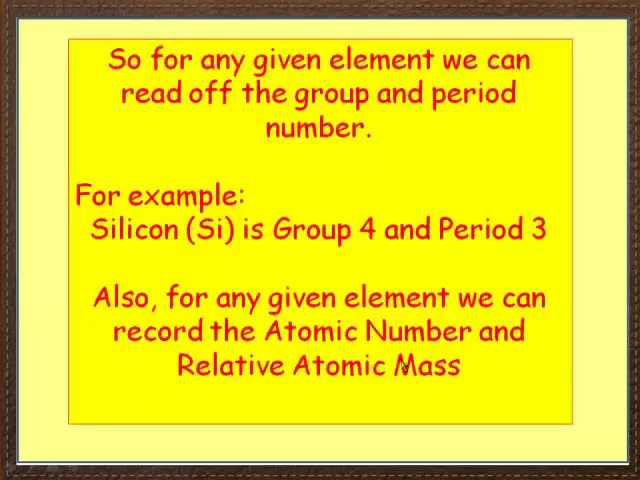 So for any given element we can
read off the group and period
number.
For example:
Silicon (Si) is Group 4 and Period 3
Also, for any given element we can
record the Atomic Number and
Relative Atomic Mass